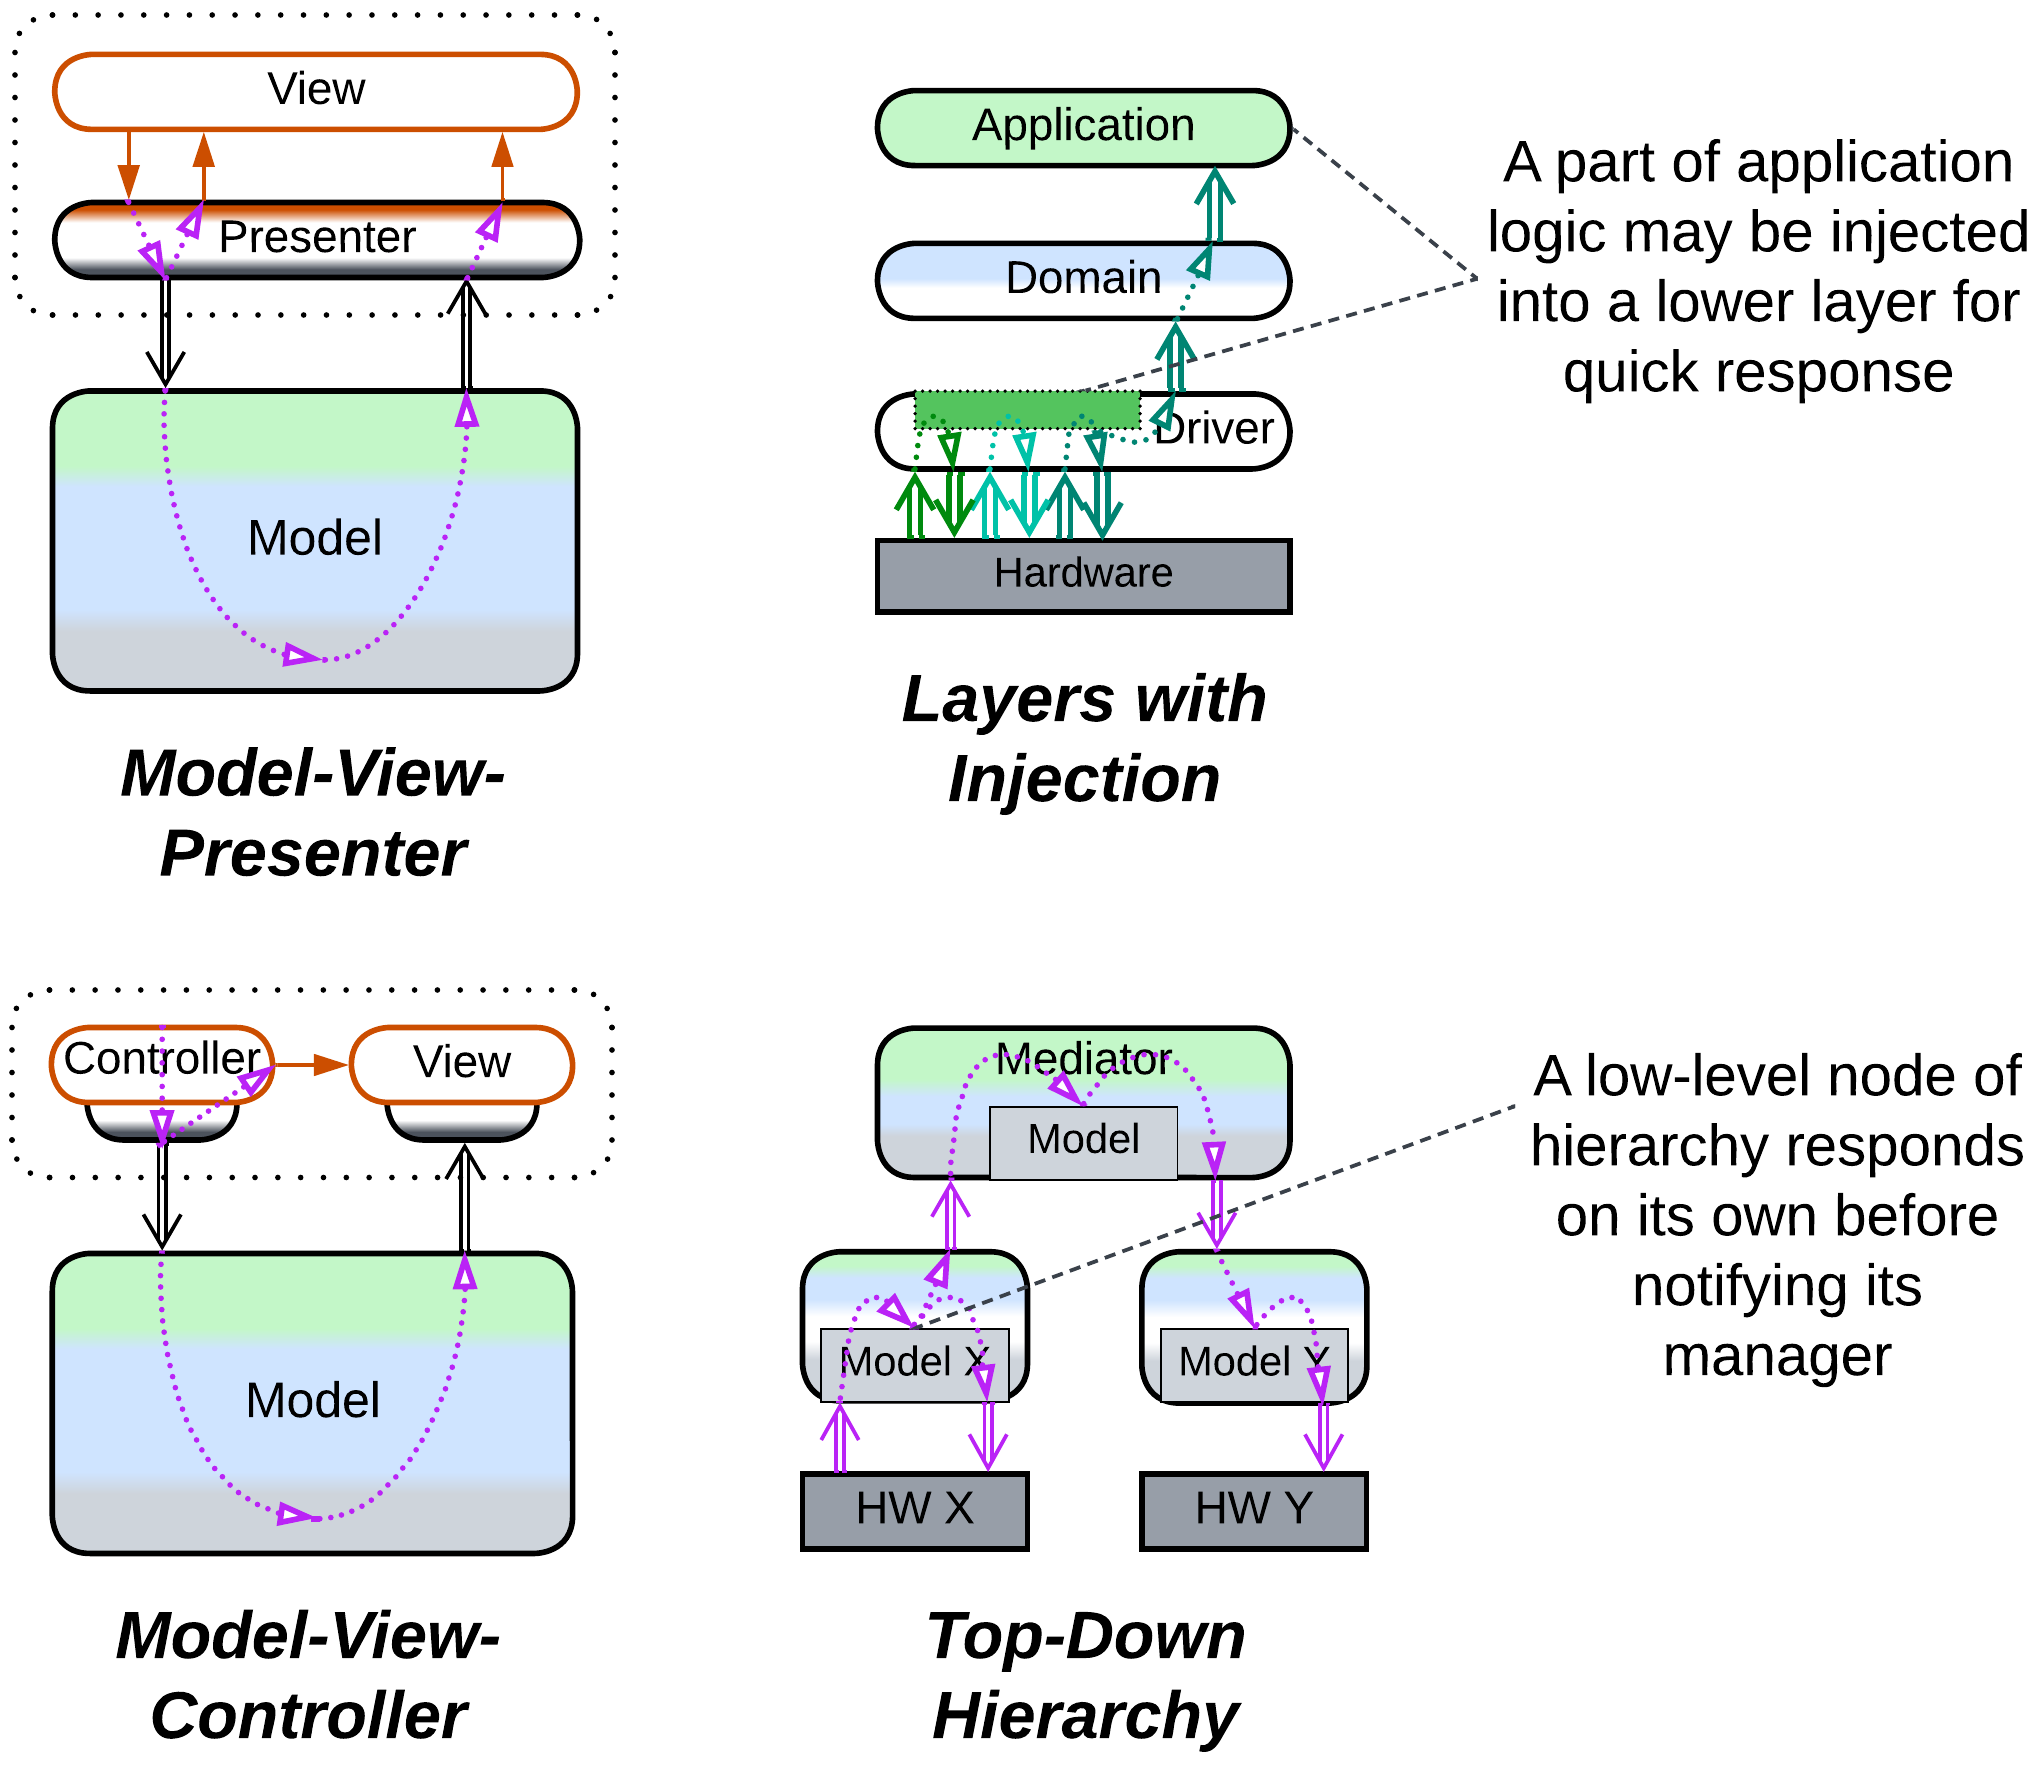 View
Presenter
Model
Model-View-
Presenter
Application
Domain
Driver
Hardware
Layers with
Injection
A part of application
logic may be injected
into a lower layer for
quick response
Controller
View
Model
Model-View-
Controller
Mediator
Model
Model X
Model Y
HW X
HW Y
Top-Down
Hierarchy
A low-level node of
hierarchy responds
on its own before
notifying its
manager